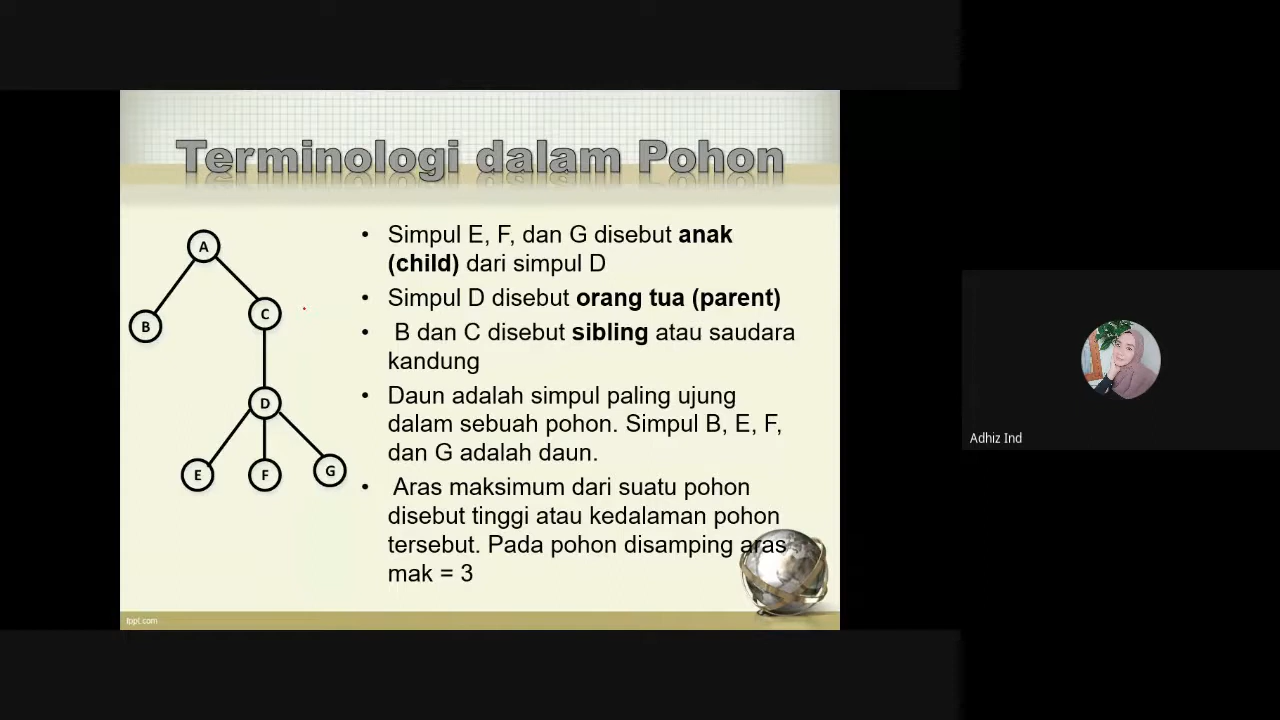 Terminologi dalam Pohon
A
B
C
D
E
F
G
• Simpul E, F, dan G disebut anak
(child) dari simpul D
• Simpul D disebut orang tua (parent)
• B dan C disebut sibling atau saudara
kandung
• Daun adalah simpul paling ujung
dalam sebuah pohon. Simpul B, E, F,
dan G adalah daun.
• Aras maksimum dari suatu pohon
disebut tinggi atau kedalaman pohon
tersebut. Pada pohon disamping aras
mak = 3
Adhiz Ind